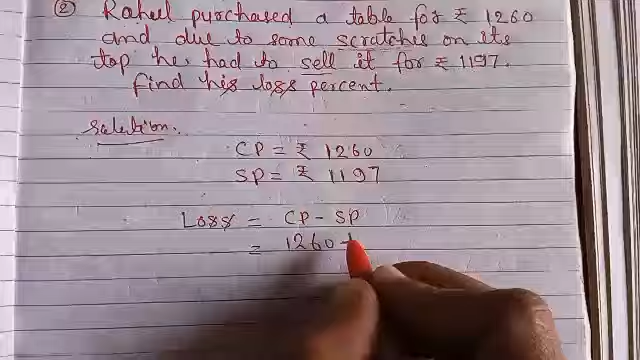 ② Rahul purchased a table for ₹ 1260
and due to some scratches on its
top he had to sell it for ₹ 1197.
Find his loss percent.
Solution.
CP = ₹ 1260
SP = ₹ 1197
Loss = CP - SP
= 1260 -